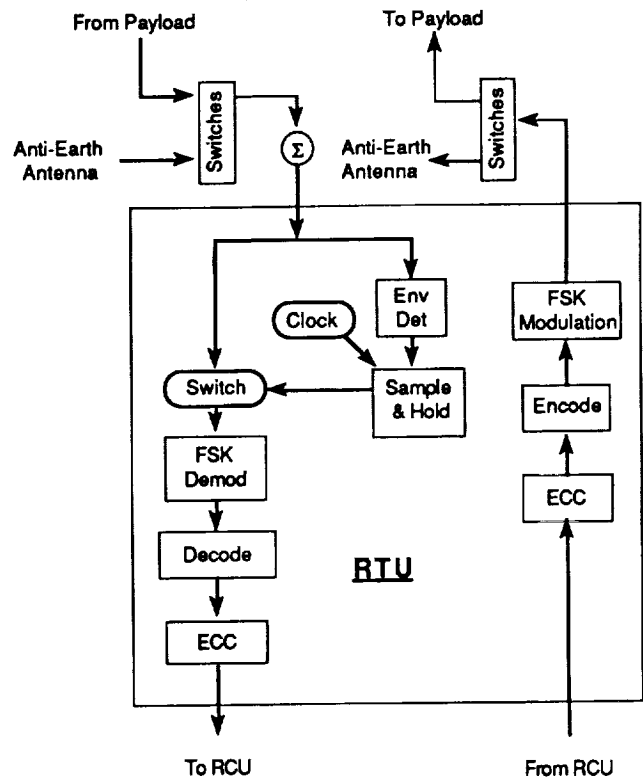 From Payload
To Payload
Switches
Switches
Anti-Earth
Antenna
Σ
Anti-Earth
Antenna
Env
Det
Clock
FSK
Modulation
Switch
Sample
& Hold
Encode
FSK
Demod
ECC
Decode
RTU
ECC
To RCU
From RCU